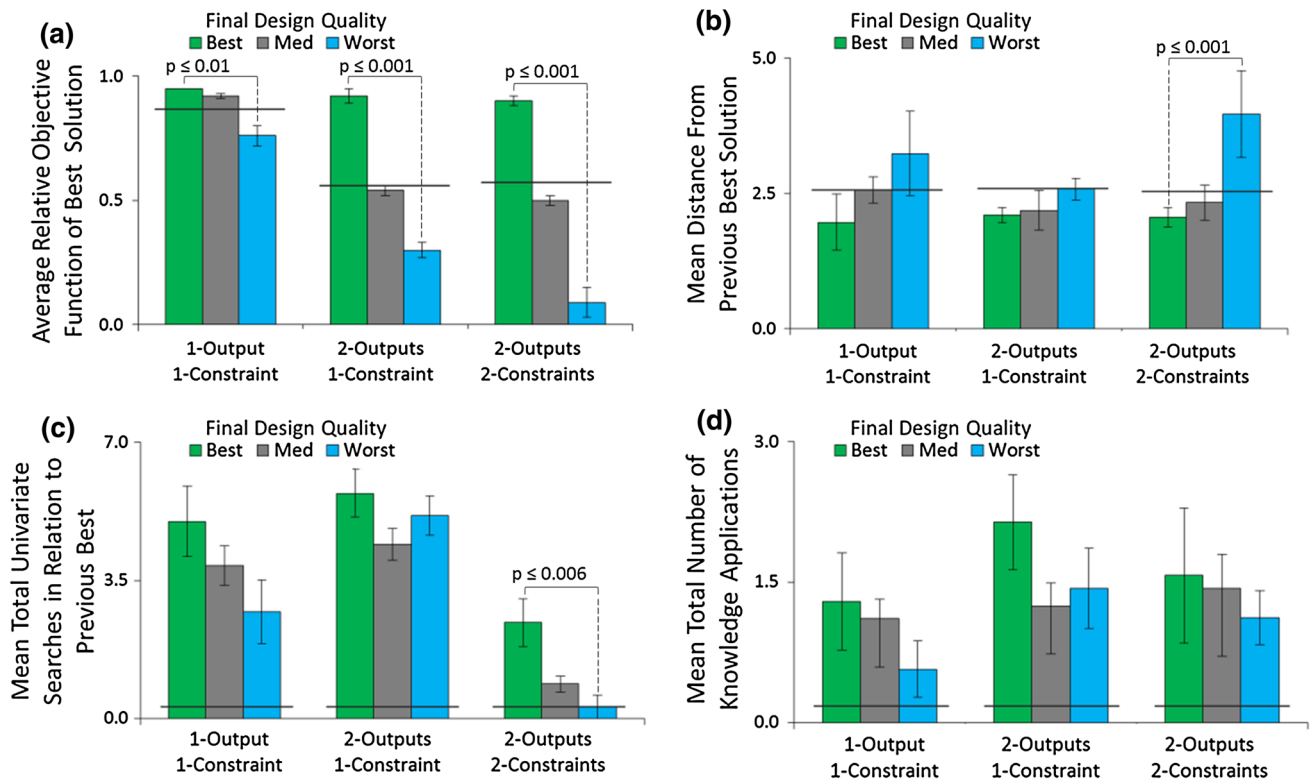 (a)
Final Design Quality
Best Med Worst
Average Relative Objective
Function of Best Solution
1.0
0.5
0.0
p ≤ 0.01
p ≤ 0.001
p ≤ 0.001
1-Output
1-Constraint
2-Outputs
1-Constraint
2-Outputs
2-Constraints
(b)
Final Design Quality
Best Med Worst
Mean Distance From
Previous Best Solution
5.0
2.5
0.0
p ≤ 0.001
1-Output
1-Constraint
2-Outputs
1-Constraint
2-Outputs
2-Constraints
(c)
Final Design Quality
Best Med Worst
Mean Total Univariate
Searches in Relation to
Previous Best
7.0
3.5
0.0
p ≤ 0.006
1-Output
1-Constraint
2-Outputs
1-Constraint
2-Outputs
2-Constraints
(d)
Final Design Quality
Best Med Worst
Mean Total Number of
Knowledge Applications
3.0
1.5
0.0
1-Output
1-Constraint
2-Outputs
1-Constraint
2-Outputs
2-Constraints